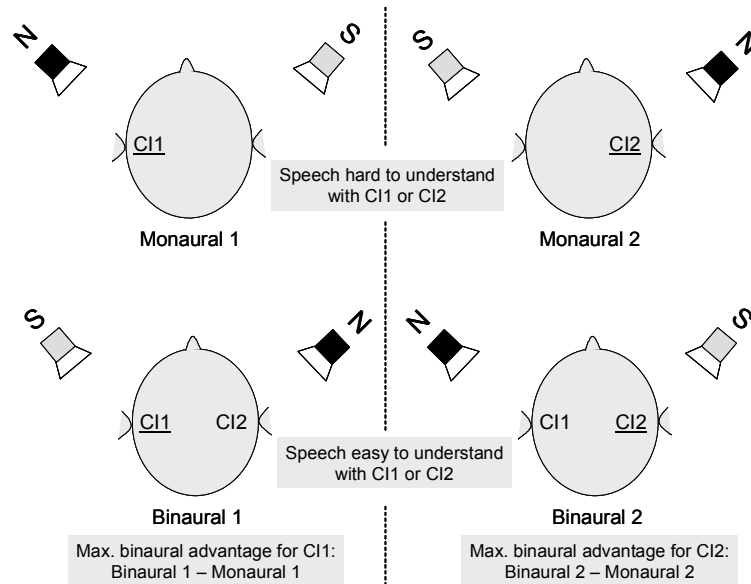 N
S
S
N
CI1
CI2
Speech hard to understand
with CI1 or CI2
Monaural 1
Monaural 2
S
N
N
S
CI1
CI2
CI1
CI2
Speech easy to understand
with CI1 or CI2
Binaural 1
Binaural 2
Max. binaural advantage for CI1:
Binaural 1 – Monaural 1
Max. binaural advantage for CI2:
Binaural 2 – Monaural 2